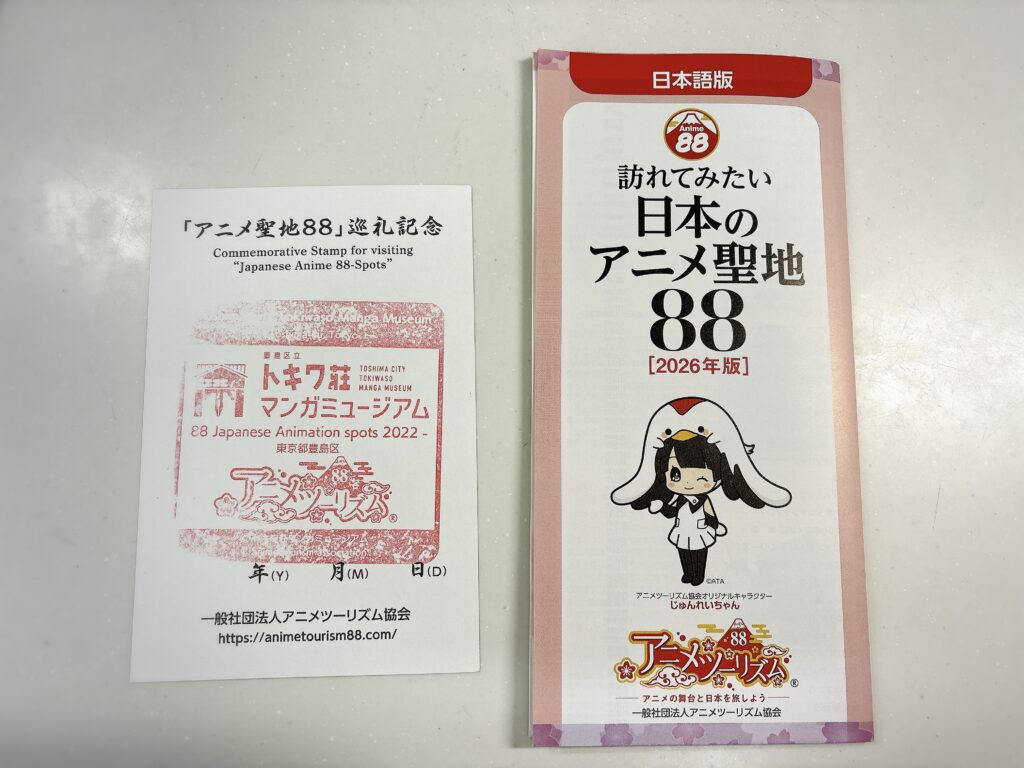 「アニメ聖地88」巡礼記念
Commemorative Stamp for visiting
“Japanese Anime 88-Spots”
Manga Museum
豊島区立
トキワ荘
マンガミュージアム
TOSHIMA CITY
TOKIWASO
MANGA MUSEUM
88 Japanese Animation spots 2022 -
東京都豊島区
88
アニメツーリズム®
年(Y) 月(M) 日(D)
一般社団法人アニメツーリズム協会
https://animetourism88.com/
日本語版
Anime
88
訪れてみたい
日本の
アニメ聖地
88
[2026年版]
©ATA
アニメツーリズム協会オリジナルキャラクター
じゅんれいちゃん
88
アニメツーリズム®
アニメの舞台と日本を旅しよう
一般社団法人アニメツーリズム協会